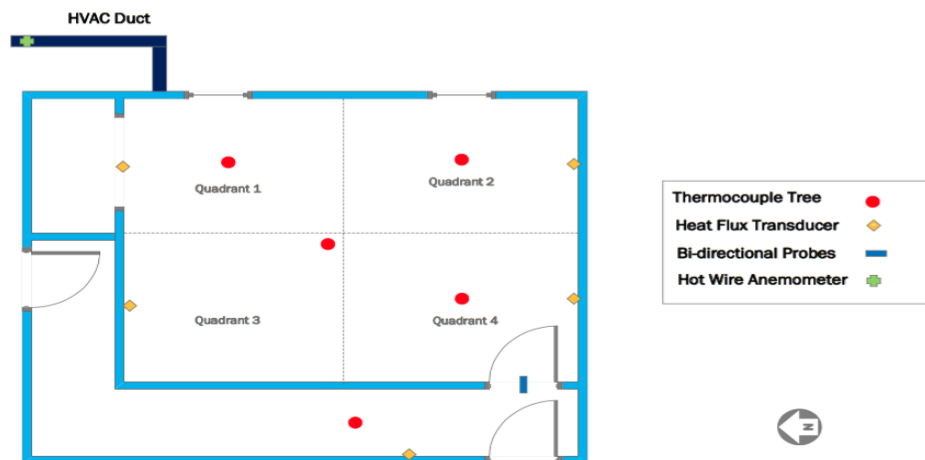 HVAC Duct
Quadrant 1
Quadrant 2
Quadrant 3
Quadrant 4
Thermocouple Tree
Heat Flux Transducer
Bi-directional Probes
Hot Wire Anemometer
N